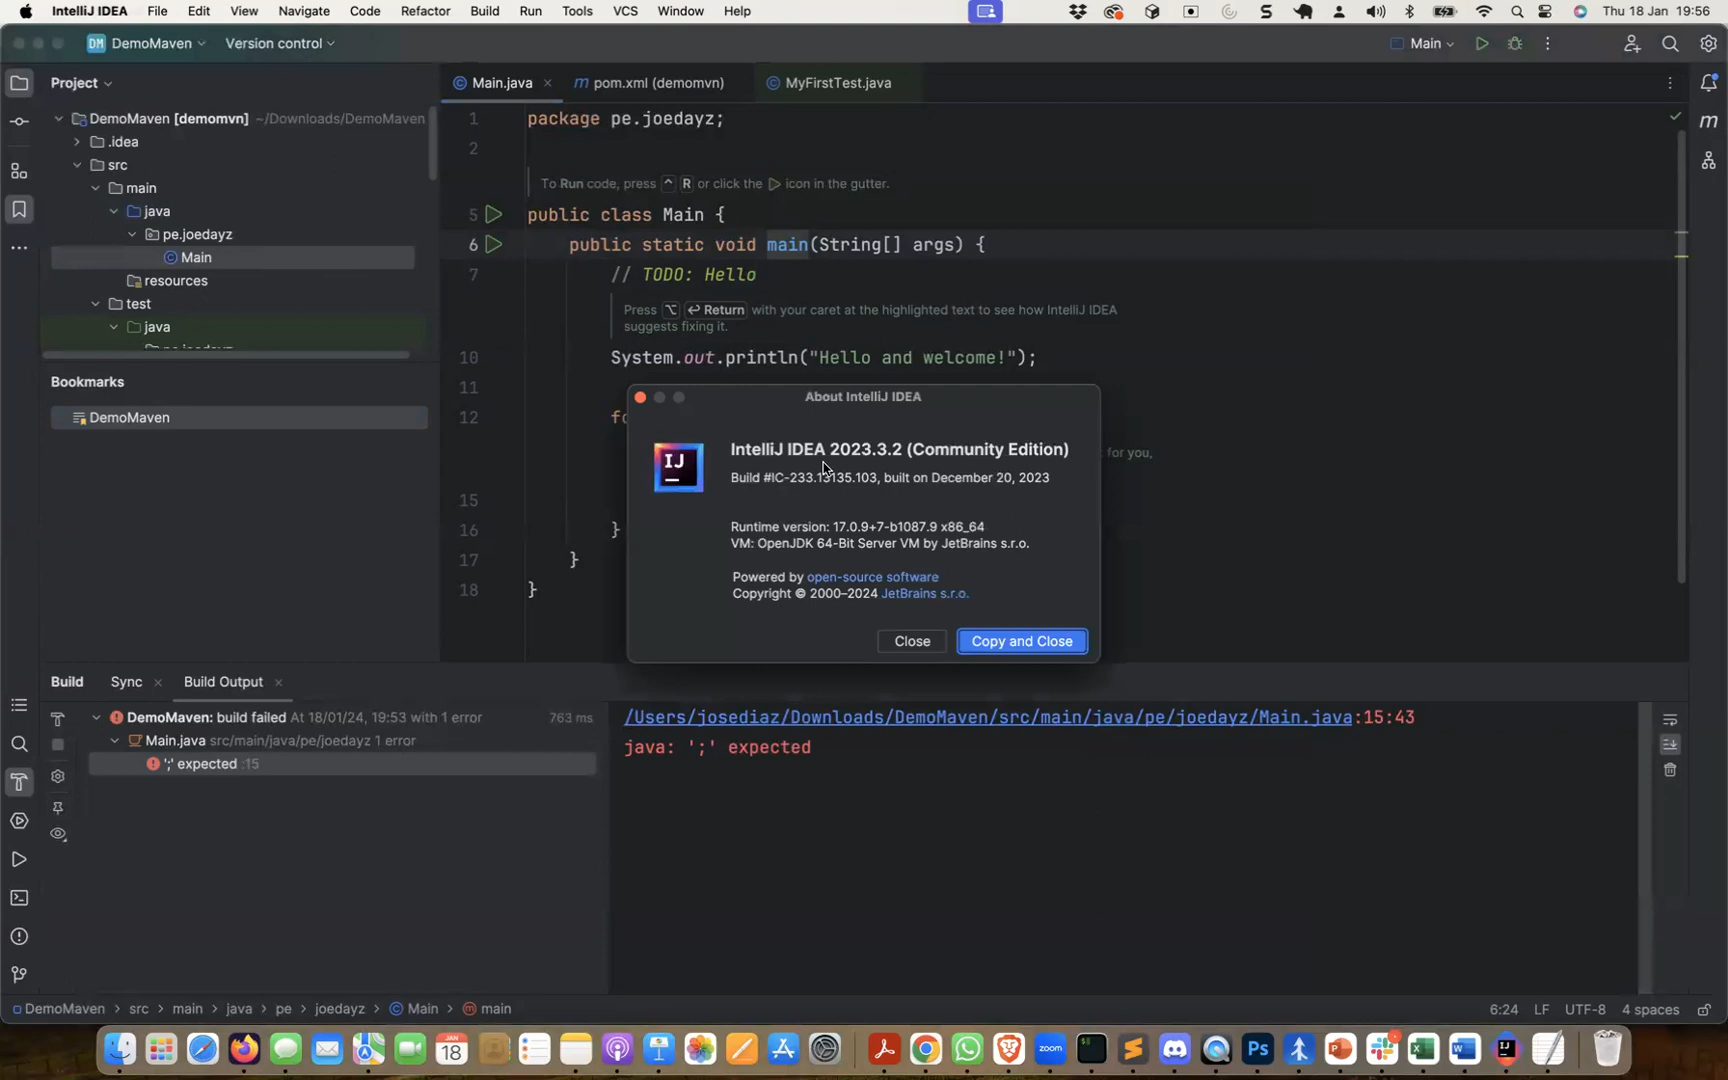 IntelliJ IDEA File Edit View Navigate Code Refactor Build Run Tools VCS Window Help Thu 18 Jan 19:56
DM DemoMaven Version control Main
Project
Main.java
pom.xml (demomvn)
MyFirstTest.java
DemoMaven [demomvn] ~/Downloads/DemoMaven
.idea
src
main
java
pe.joedayz
Main
resources
test
java
Bookmarks
DemoMaven
1 package pe.joedayz;
2
To Run code, press ^ R or click the icon in the gutter.
5 public class Main {
6 public static void main(String[] args) {
7 // TODO: Hello
Press ⌥ ↩ Return with your caret at the highlighted text to see how IntelliJ IDEA
suggests fixing it.
10 System.out.println("Hello and welcome!");
11
12 fo
t for you,
15
16 }
17 }
18 }
About IntelliJ IDEA
IJ
IntelliJ IDEA 2023.3.2 (Community Edition)
Build #IC-233.13135.103, built on December 20, 2023
Runtime version: 17.0.9+7-b1087.9 x86_64
VM: OpenJDK 64-Bit Server VM by JetBrains s.r.o.
Powered by open-source software
Copyright © 2000–2024 JetBrains s.r.o.
Close
Copy and Close
Build Sync Build Output
DemoMaven: build failed At 18/01/24, 19:53 with 1 error 763 ms
Main.java src/main/java/pe/joedayz 1 error
';' expected :15
/Users/josediaz/Downloads/DemoMaven/src/main/java/pe/joedayz/Main.java:15:43
java: ';' expected
DemoMaven > src > main > java > pe > joedayz > Main > main
6:24 LF UTF-8 4 spaces
JAN
18
zoom
Ps
IJ